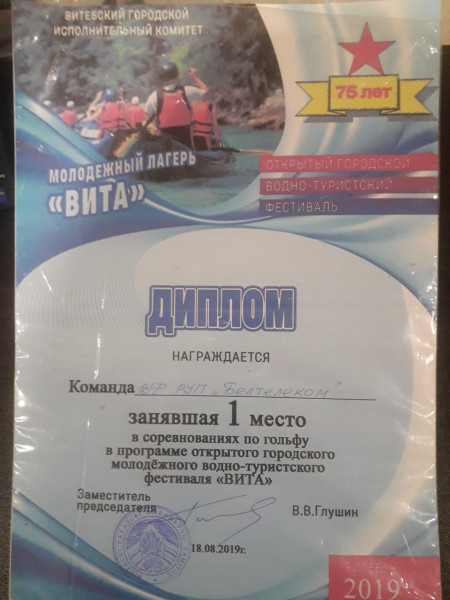 ВИТЕБСКИЙ ГОРОДСКОЙ
ИСПОЛНИТЕЛЬНЫЙ КОМИТЕТ
75 лет
МОЛОДЕЖНЫЙ ЛАГЕРЬ
«ВИТА»
ОТКРЫТЫЙ ГОРОДСКОЙ
ВОДНО-ТУРИСТСКИЙ
ФЕСТИВАЛЬ
ДИПЛОМ
НАГРАЖДАЕТСЯ
Команда ВФ РУП „Белтелеком"
занявшая 1 место
в соревнованиях по гольфу
в программе открытого городского
молодёжного водно-туристского
фестиваля «ВИТА»
Заместитель
председателя
В.В.Глушин
18.08.2019г.
2019